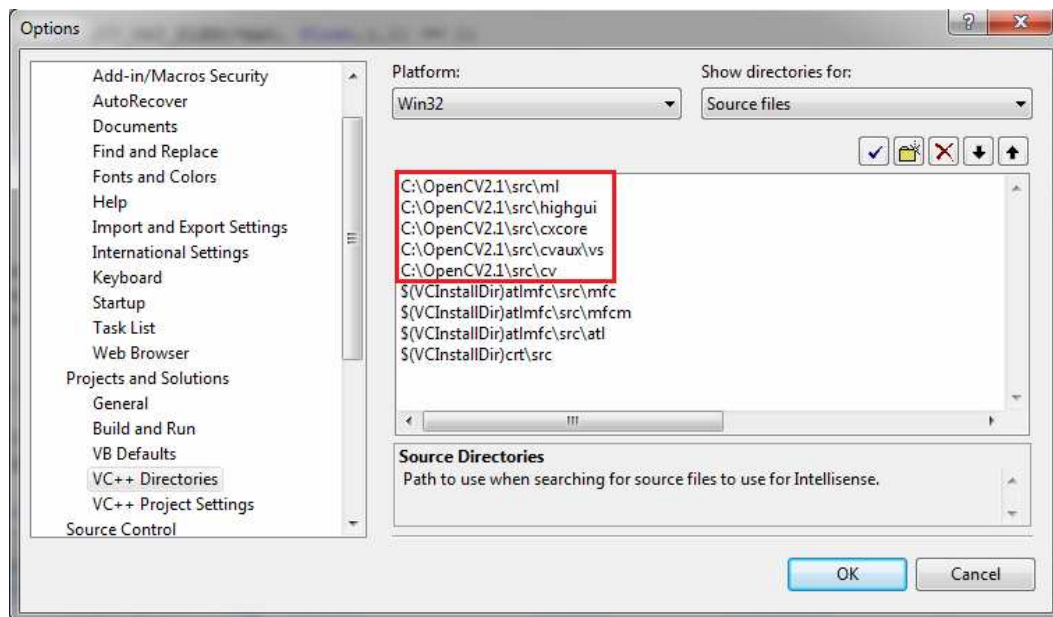 Options
Add-in/Macros Security
AutoRecover
Documents
Find and Replace
Fonts and Colors
Help
Import and Export Settings
International Settings
Keyboard
Startup
Task List
Web Browser
Projects and Solutions
General
Build and Run
VB Defaults
VC++ Directories
VC++ Project Settings
Source Control
Platform:
Win32
Show directories for:
Source files
C:\OpenCV2.1\src\ml
C:\OpenCV2.1\src\highgui
C:\OpenCV2.1\src\cxcore
C:\OpenCV2.1\src\cvaux\vs
C:\OpenCV2.1\src\cv
$(VCInstallDir)atlmfc\src\mfc
$(VCInstallDir)atlmfc\src\mfcm
$(VCInstallDir)atlmfc\src\atl
$(VCInstallDir)crt\src
Source Directories
Path to use when searching for source files to use for Intellisense.
OK
Cancel